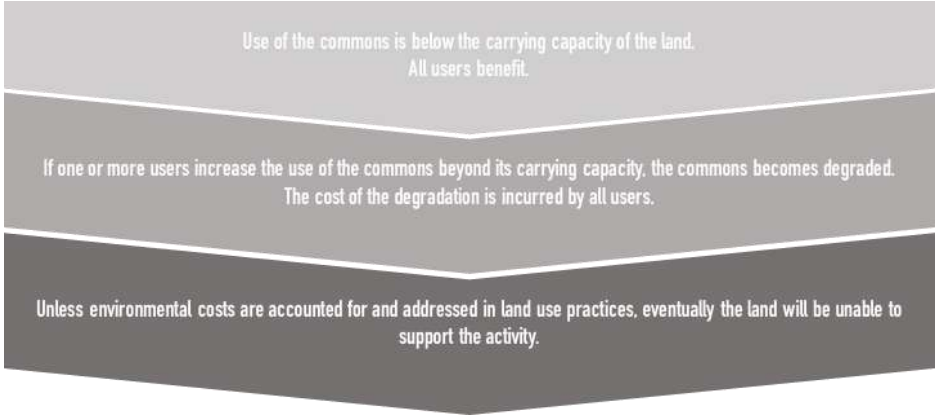 Use of the commons is below the carrying capacity of the land.
All users benefit.
If one or more users increase the use of the commons beyond its carrying capacity, the commons becomes degraded.
The cost of the degradation is incurred by all users.
Unless environmental costs are accounted for and addressed in land use practices, eventually the land will be unable to
support the activity.